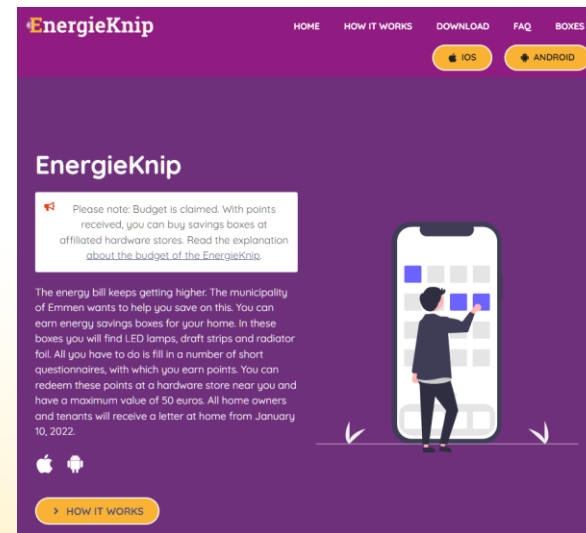 EnergieKnip
HOME HOW IT WORKS DOWNLOAD FAQ BOXES
IOS ANDROID
EnergieKnip
Please note: Budget is claimed. With points
received, you can buy savings boxes at
affiliated hardware stores. Read the explanation
about the budget of the EnergieKnip.
The energy bill keeps getting higher. The municipality
of Emmen wants to help you save on this. You can
earn energy savings boxes for your home. In these
boxes you will find LED lamps, draft strips and radiator
foil. All you have to do is fill in a number of short
questionnaires, with which you earn points. You can
redeem these points at a hardware store near you and
have a maximum value of 50 euros. All home owners
and tenants will receive a letter at home from January
10, 2022.
> HOW IT WORKS